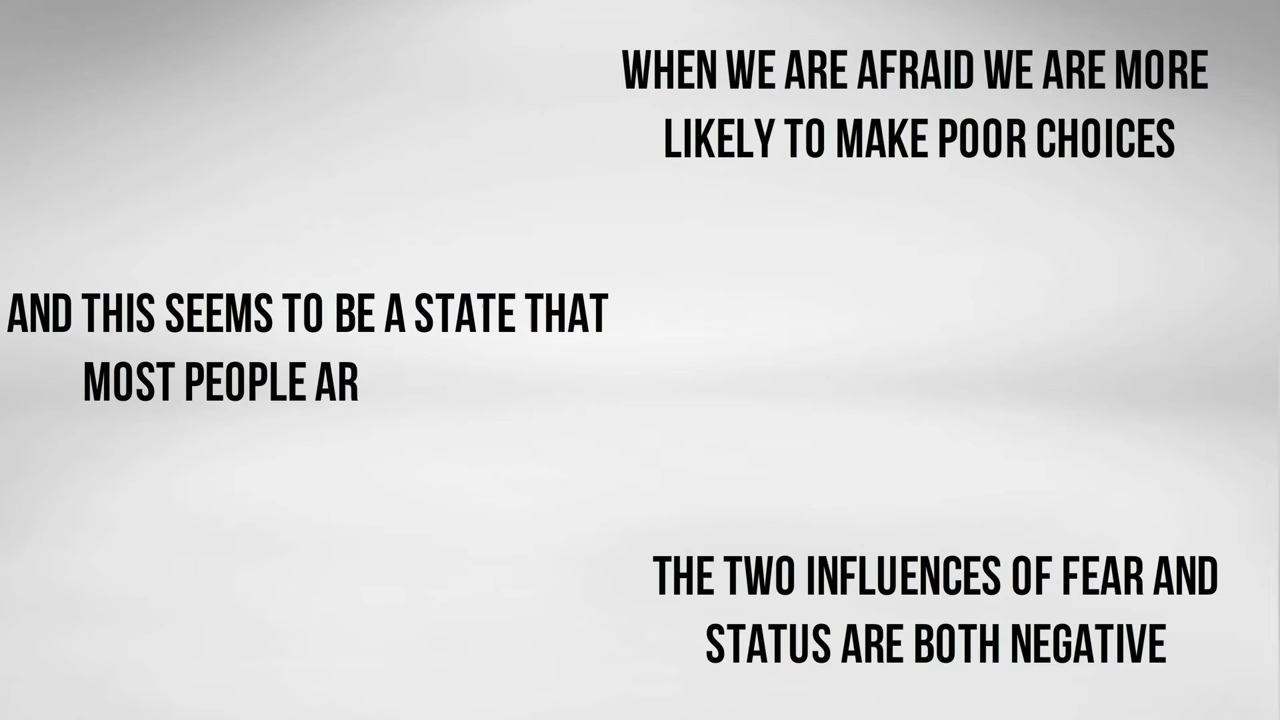 WHEN WE ARE AFRAID WE ARE MORE
LIKELY TO MAKE POOR CHOICES
AND THIS SEEMS TO BE A STATE THAT
MOST PEOPLE AR
THE TWO INFLUENCES OF FEAR AND
STATUS ARE BOTH NEGATIVE